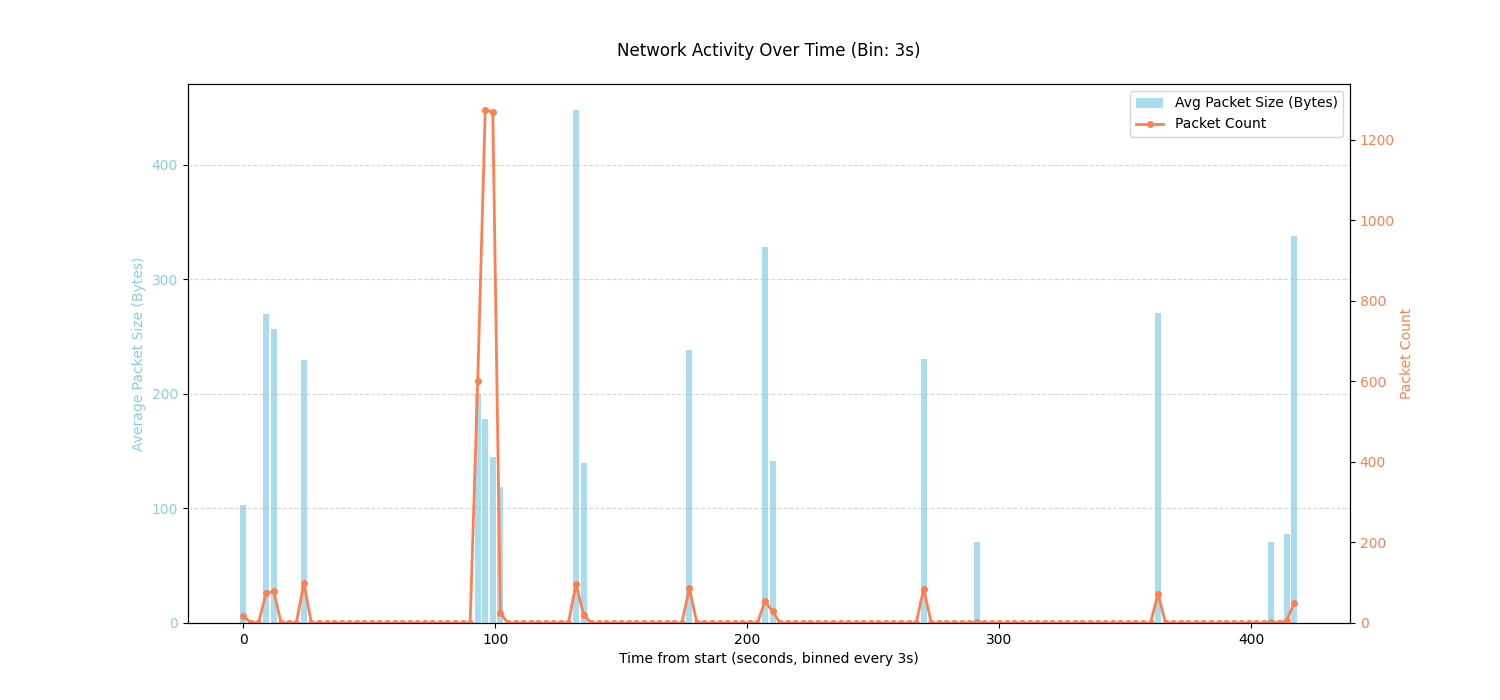 Network Activity Over Time (Bin: 3s)
Avg Packet Size (Bytes)
Packet Count
Average Packet Size (Bytes)
400
300
200
100
0
1200
1000
800
600
400
200
0
Packet Count
0
100
200
300
400
Time from start (seconds, binned every 3s)